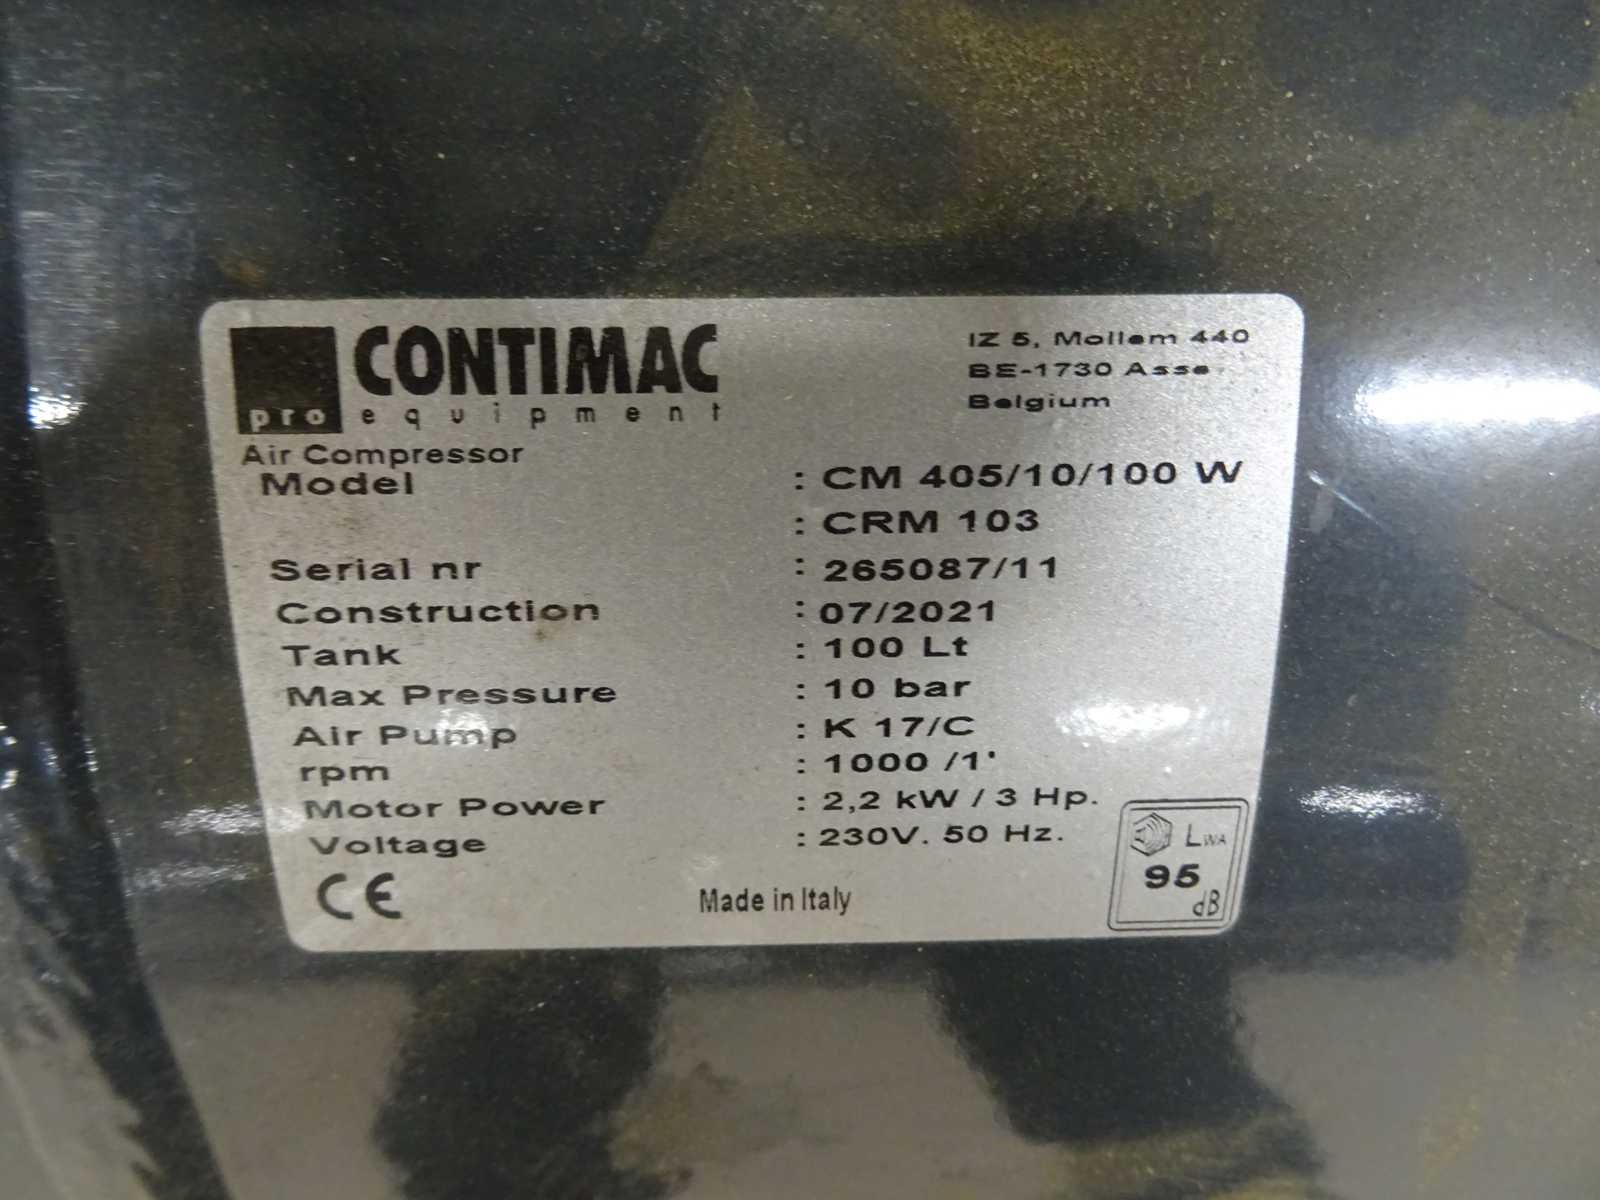 CONTIMAC
pro equipment
IZ 5, Mollem 440
BE-1730 Asse
Belgium
Air Compressor
Model : CM 405/10/100 W
: CRM 103
Serial nr : 265087/11
Construction : 07/2021
Tank : 100 Lt
Max Pressure : 10 bar
Air Pump : K 17/C
rpm : 1000 /1'
Motor Power : 2,2 kW / 3 Hp.
Voltage : 230V. 50 Hz.
CE
Made in Italy
LWA
95
dB